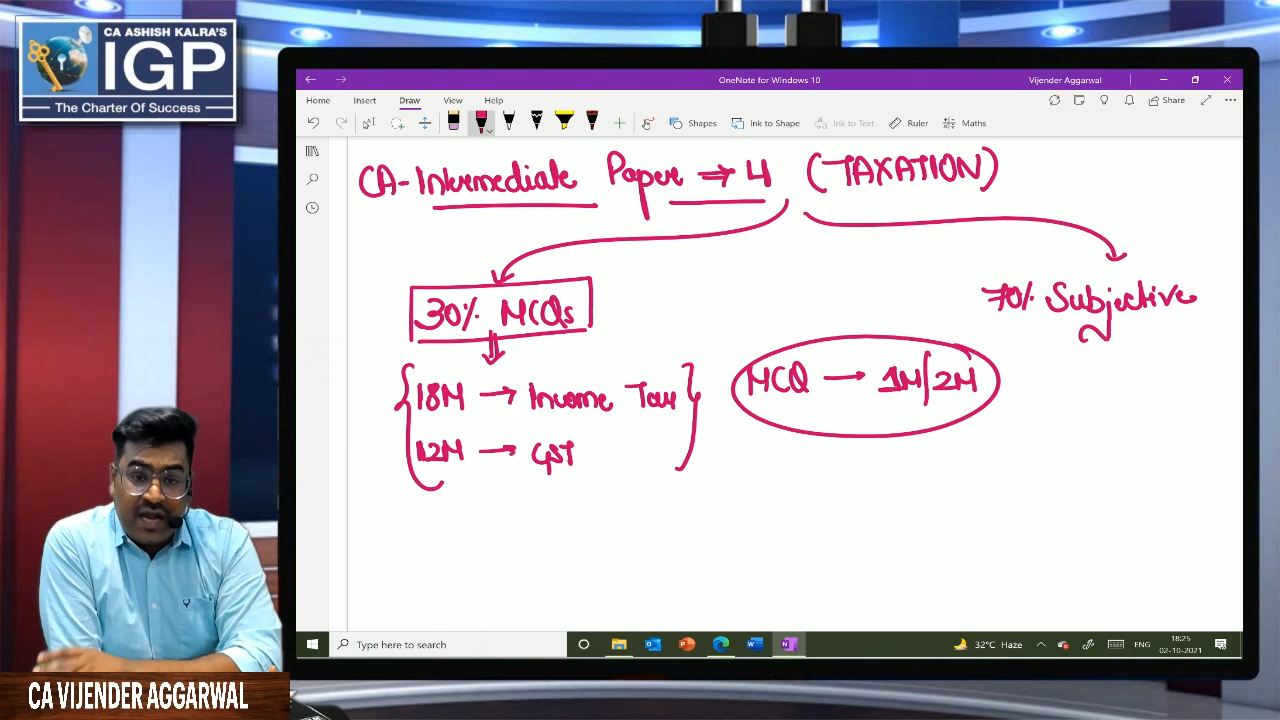 CA ASHISH KALRA'S
IGP
The Charter Of Success
OneNote for Windows 10
Vijender Aggarwal
Home Insert Draw View Help
Share
Shapes Ink to Shape Ink to Text Ruler Maths
CA-Intermediate Paper ⇒ 4 (TAXATION)
30% MCQs
70% Subjective
18M → Income Tax
12M → GST
MCQ → 1M/2M
Type here to search
32°C Haze
ENG
18:25
02-10-2021
CA VIJENDER AGGARWAL